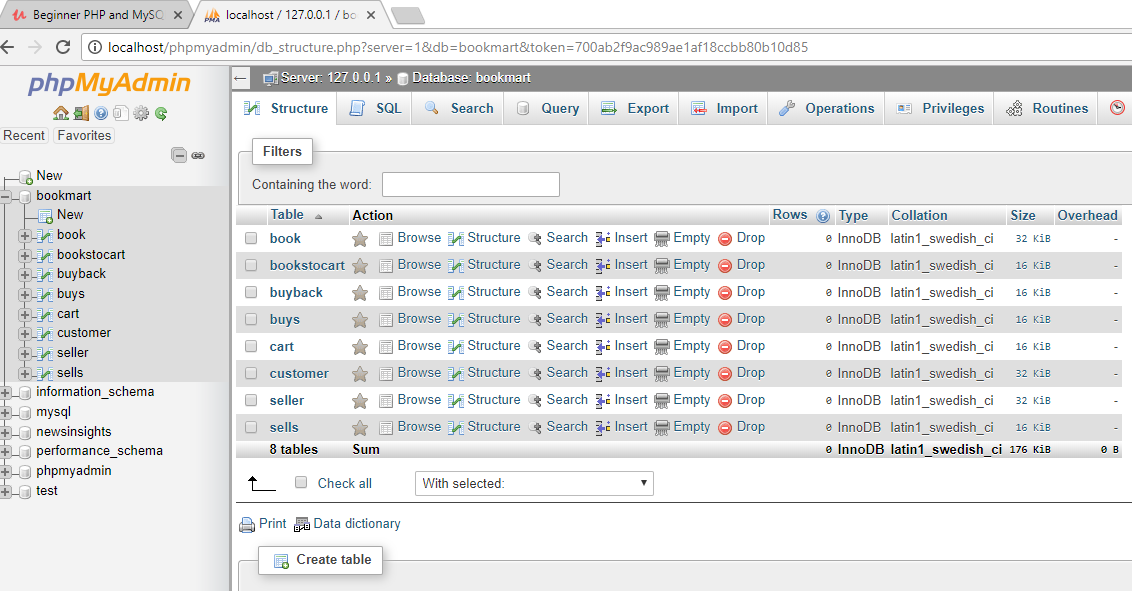 Beginner PHP and MySQ
localhost / 127.0.0.1 / bo
localhost/phpmyadmin/db_structure.php?server=1&db=bookmart&token=700ab2f9ac989ae1af18ccbb80b10d85
phpMyAdmin
Recent Favorites
New
bookmart
New
book
bookstocart
buyback
buys
cart
customer
seller
sells
information_schema
mysql
newsinsights
performance_schema
phpmyadmin
test
Server: 127.0.0.1 » Database: bookmart
Structure SQL Search Query Export Import Operations Privileges Routines
Filters
Containing the word:
Table Action Rows Type Collation Size Overhead
book Browse Structure Search Insert Empty Drop 0 InnoDB latin1_swedish_ci 32 KiB -
bookstocart Browse Structure Search Insert Empty Drop 0 InnoDB latin1_swedish_ci 16 KiB -
buyback Browse Structure Search Insert Empty Drop 0 InnoDB latin1_swedish_ci 16 KiB -
buys Browse Structure Search Insert Empty Drop 0 InnoDB latin1_swedish_ci 16 KiB -
cart Browse Structure Search Insert Empty Drop 0 InnoDB latin1_swedish_ci 16 KiB -
customer Browse Structure Search Insert Empty Drop 0 InnoDB latin1_swedish_ci 32 KiB -
seller Browse Structure Search Insert Empty Drop 0 InnoDB latin1_swedish_ci 32 KiB -
sells Browse Structure Search Insert Empty Drop 0 InnoDB latin1_swedish_ci 16 KiB -
8 tables Sum 0 InnoDB latin1_swedish_ci 176 KiB 0 B
Check all With selected:
Print Data dictionary
Create table